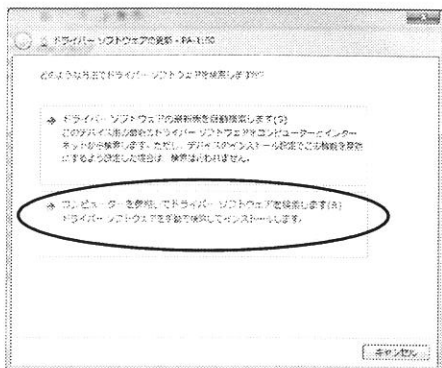 ドライバー ソフトウェアの更新 -
どのような方法でドライバー ソフトウェアを検索しますか?
→ ドライバー ソフトウェアの最新版を自動検索します(S)
このデバイス用の最新のドライバー ソフトウェアをコンピューターとインター
ネットから検索します。ただし、デバイスのインストール設定でこの機能を無効
にするよう設定した場合は、検索は行われません。
→ コンピューターを参照してドライバー ソフトウェアを検索します(R)
ドライバー ソフトウェアを手動で検索してインストールします。
キャンセル